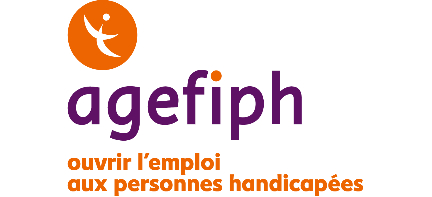 agefiph
ouvrir l'emploi
aux personnes handicapées